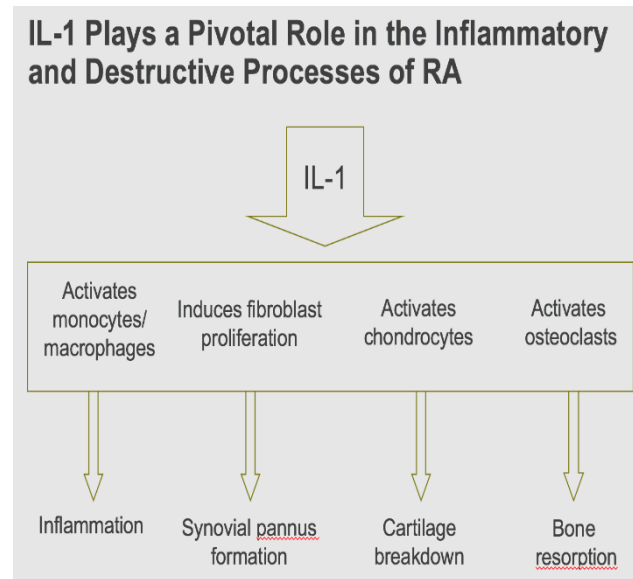 IL-1 Plays a Pivotal Role in the Inflammatory
and Destructive Processes of RA
IL-1
Activates
monocytes/
macrophages
Induces fibroblast
proliferation
Activates
chondrocytes
Activates
osteoclasts
Inflammation
Synovial pannus
formation
Cartilage
breakdown
Bone
resorption